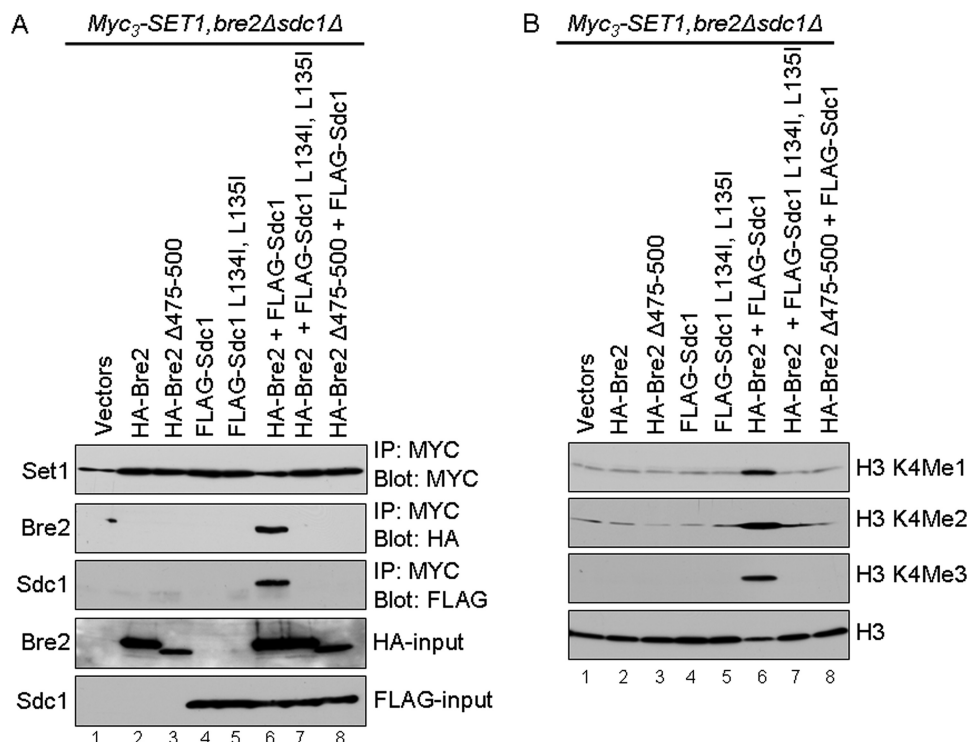 A
Myc3-SET1,bre2Δsdc1Δ
Vectors
HA-Bre2
HA-Bre2 Δ475-500
FLAG-Sdc1
FLAG-Sdc1 L134I, L135I
HA-Bre2 + FLAG-Sdc1
HA-Bre2 + FLAG-Sdc1 L134I, L135I
HA-Bre2 Δ475-500 + FLAG-Sdc1
Set1
IP: MYC
Blot: MYC
Bre2
IP: MYC
Blot: HA
Sdc1
IP: MYC
Blot: FLAG
Bre2
HA-input
Sdc1
FLAG-input
1 2 3 4 5 6 7 8
B
Myc3-SET1,bre2Δsdc1Δ
Vectors
HA-Bre2
HA-Bre2 Δ475-500
FLAG-Sdc1
FLAG-Sdc1 L134I, L135I
HA-Bre2 + FLAG-Sdc1
HA-Bre2 + FLAG-Sdc1 L134I, L135I
HA-Bre2 Δ475-500 + FLAG-Sdc1
H3 K4Me1
H3 K4Me2
H3 K4Me3
H3
1 2 3 4 5 6 7 8